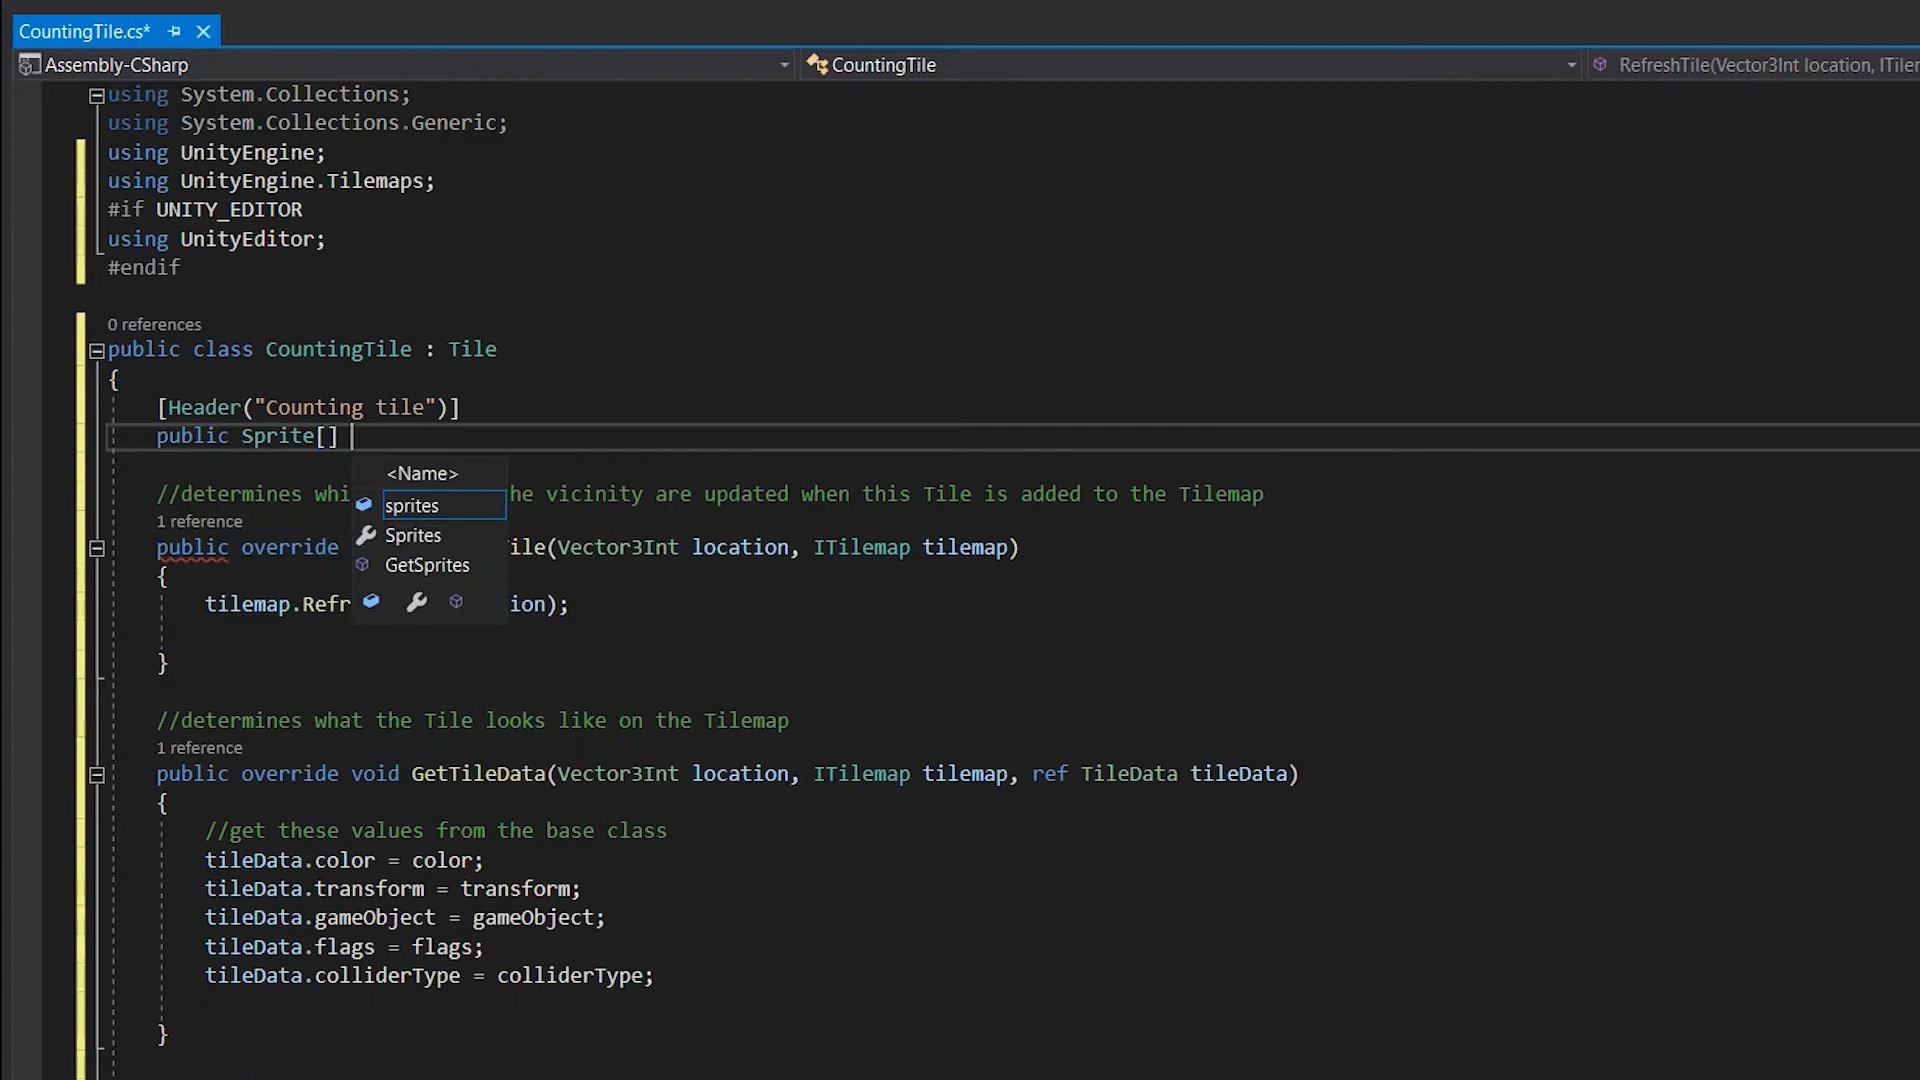 CountingTile.cs*
Assembly-CSharp
CountingTile
RefreshTile(Vector3Int location, ITiler
using System.Collections;
using System.Collections.Generic;
using UnityEngine;
using UnityEngine.Tilemaps;
#if UNITY_EDITOR
using UnityEditor;
#endif
0 references
public class CountingTile : Tile
{
[Header("Counting tile")]
public Sprite[]
<Name>
sprites
Sprites
GetSprites
//determines whi he vicinity are updated when this Tile is added to the Tilemap
1 reference
public override ile(Vector3Int location, ITilemap tilemap)
{
tilemap.Refr ion);
}
//determines what the Tile looks like on the Tilemap
1 reference
public override void GetTileData(Vector3Int location, ITilemap tilemap, ref TileData tileData)
{
//get these values from the base class
tileData.color = color;
tileData.transform = transform;
tileData.gameObject = gameObject;
tileData.flags = flags;
tileData.colliderType = colliderType;
}